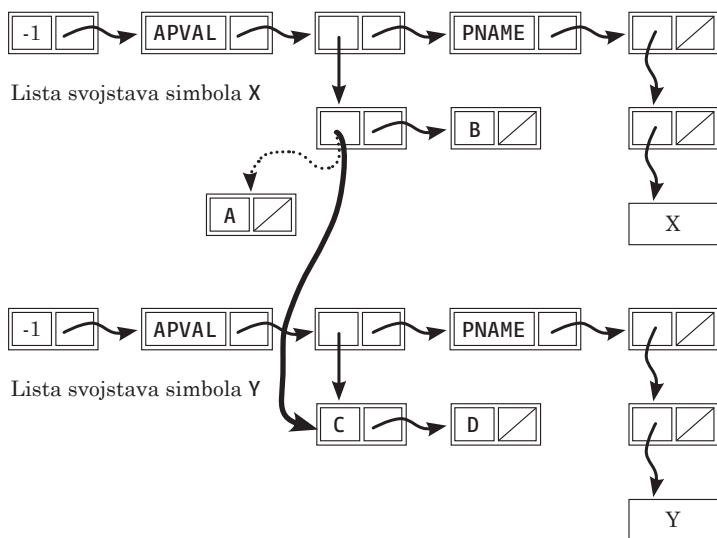 -1 APVAL PNAME
Lista svojstava simbola X
B
A
X
-1 APVAL PNAME
Lista svojstava simbola Y
C D
Y